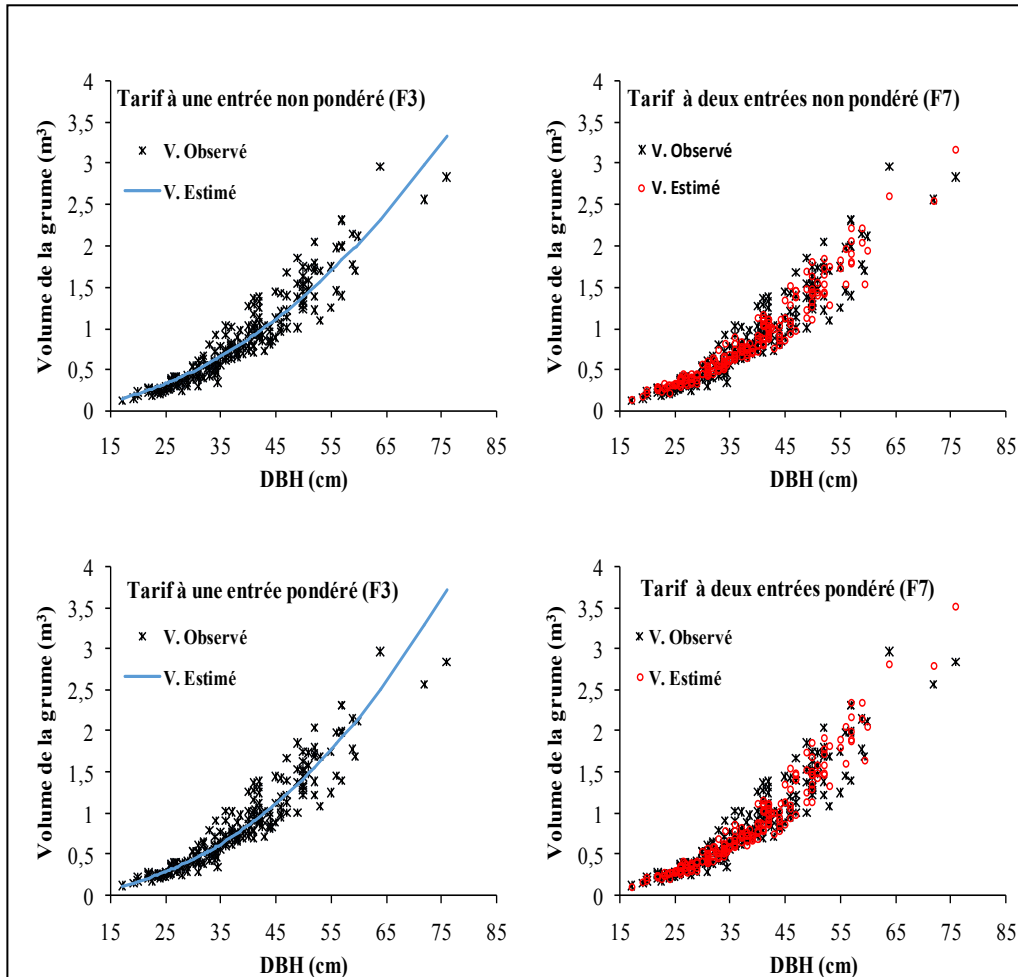 Tarif à une entrée non pondéré (F3)
V. Observé
V. Estimé
Volume de la grume (m³)
4
3,5
3
2,5
2
1,5
1
0,5
0
15 25 35 45 55 65 75 85
DBH (cm)
Tarif à deux entrées non pondéré (F7)
V. Observé
V. Estimé
Volume de la grume (m³)
4
3,5
3
2,5
2
1,5
1
0,5
0
15 25 35 45 55 65 75 85
DBH (cm)
Tarif à une entrée pondéré (F3)
V. Observé
V. Estimé
Volume de la grume (m³)
4
3,5
3
2,5
2
1,5
1
0,5
0
15 25 35 45 55 65 75 85
DBH (cm)
Tarif à deux entrées pondéré (F7)
V. Observé
V. Estimé
Volume de la grume (m³)
4
3,5
3
2,5
2
1,5
1
0,5
0
15 25 35 45 55 65 75 85
DBH (cm)